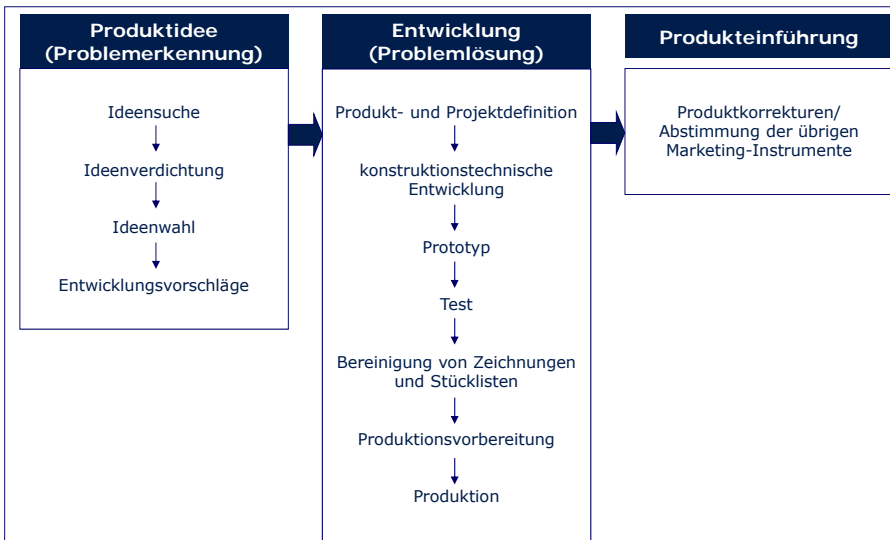 Produktidee
(Problemerkennung)
Ideensuche
Ideenverdichtung
Ideenwahl
Entwicklungsvorschläge
Entwicklung
(Problemlösung)
Produkt- und Projektdefinition
konstruktionstechnische
Entwicklung
Prototyp
Test
Bereinigung von Zeichnungen
und Stücklisten
Produktionsvorbereitung
Produktion
Produkteinführung
Produktkorrekturen/
Abstimmung der übrigen
Marketing-Instrumente